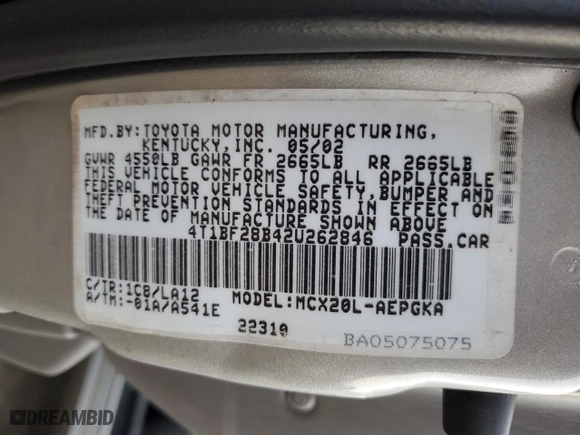 MFD.BY:TOYOTA MOTOR MANUFACTURING,
KENTUCKY,INC. 05/02
GVWR 4550LB GAWR FR 2665LB RR 2665LB
THIS VEHICLE CONFORMS TO ALL APPLICABLE
FEDERAL MOTOR VEHICLE SAFETY,BUMPER AND
THEFT PREVENTION STANDARDS IN EFFECT ON
THE DATE OF MANUFACTURE SHOWN ABOVE
4T1BF28B42U262846 PASS.CAR
C/TR:1C8/LA12 MODEL:MCX20L-AEPGKA
A/TM:-01A/A541E
22310
BA05075075
DREAMBID